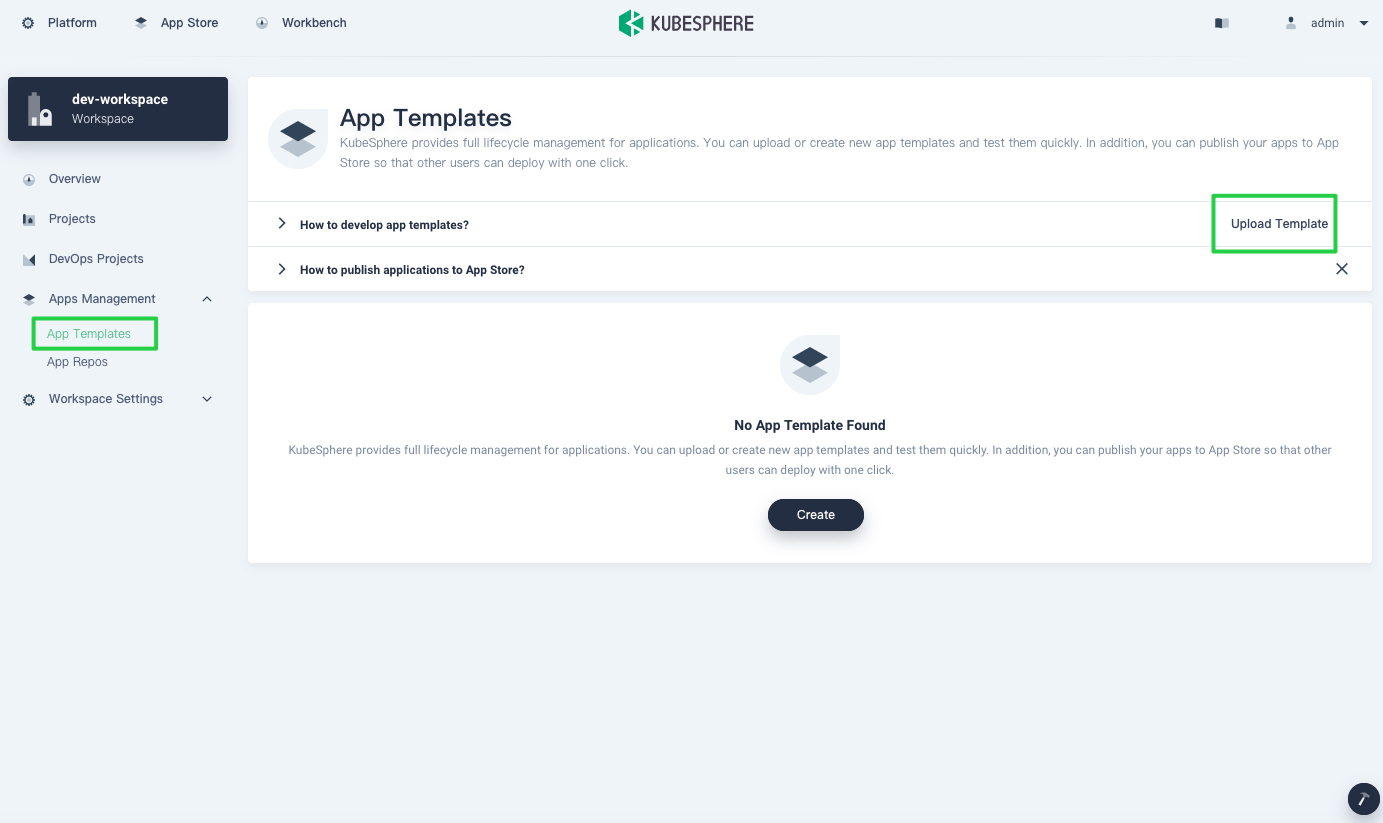 Platform
App Store
Workbench
KUBESPHERE
admin
dev-workspace
Workspace
Overview
Projects
DevOps Projects
Apps Management
App Templates
App Repos
Workspace Settings
App Templates
KubeSphere provides full lifecycle management for applications. You can upload or create new app templates and test them quickly. In addition, you can publish your apps to App
Store so that other users can deploy with one click.
How to develop app templates?
Upload Template
How to publish applications to App Store?
No App Template Found
KubeSphere provides full lifecycle management for applications. You can upload or create new app templates and test them quickly. In addition, you can publish your apps to App Store so that other
users can deploy with one click.
Create